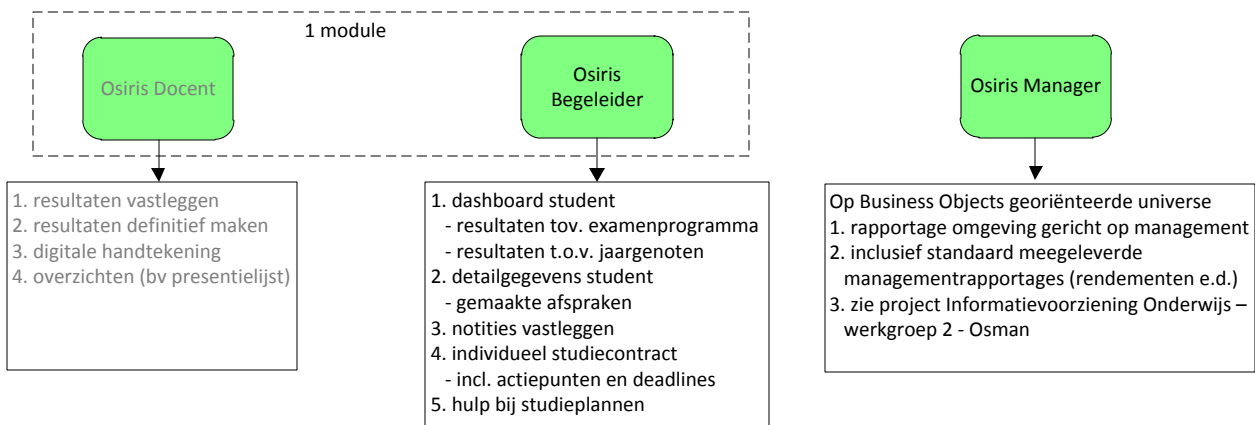 1 module
Osiris Docent
Osiris
Begeleider
Osiris Manager
1. resultaten vastleggen
2. resultaten definitief maken
3. digitale handtekening
4. overzichten (bv presentielijst)
1. dashboard student
- resultaten tov. examenprogramma
- resultaten t.o.v. jaargenoten
2. detailgegevens student
- gemaakte afspraken
3. notities vastleggen
4. individueel studiecontract
- incl. actiepunten en deadlines
5. hulp bij studieplannen
Op Business Objects georiënteerde universe
1. rapportage omgeving gericht op management
2. inclusief standaard meegeleverde
managementrapportages (rendementen e.d.)
3. zie project Informatievoorziening Onderwijs –
werkgroep 2 - Osman